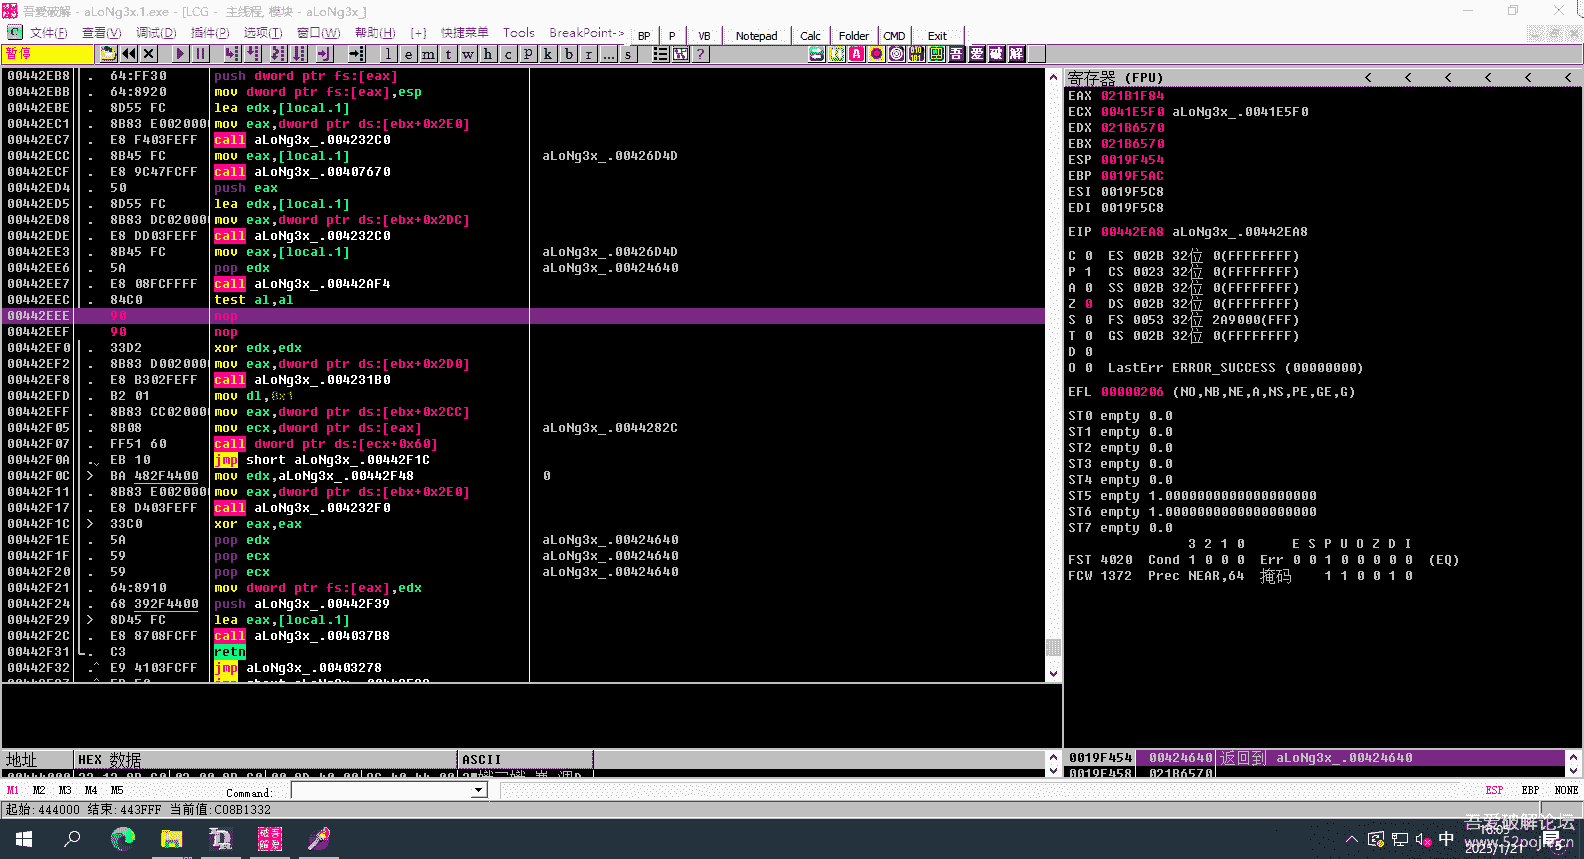 吾爱破解 - aLoNg3x.1.exe - [LCG - 主线程, 模块 - aLoNg3x_]
文件(F) 查看(V) 调试(D) 插件(P) 选项(T) 窗口(W) 帮助(H) [+] 快捷菜单 Tools BreakPoint-> BP P VB Notepad Calc Folder CMD Exit
暂停 l e m t w h c P k b r ... s ?
00442EB8 . 64:FF30 push dword ptr fs:[eax]
00442EBB . 64:8920 mov dword ptr fs:[eax],esp
00442EBE . 8D55 FC lea edx,[local.1]
00442EC1 . 8B83 E0020000 mov eax,dword ptr ds:[ebx+0x2E0]
00442EC7 . E8 F403FEFF call aLoNg3x_.004232C0
00442ECC . 8B45 FC mov eax,[local.1] aLoNg3x_.00426D4D
00442ECF . E8 9C47FCFF call aLoNg3x_.00407670
00442ED4 . 50 push eax
00442ED5 . 8D55 FC lea edx,[local.1]
00442ED8 . 8B83 DC020000 mov eax,dword ptr ds:[ebx+0x2DC]
00442EDE . E8 DD03FEFF call aLoNg3x_.004232C0
00442EE3 . 8B45 FC mov eax,[local.1] aLoNg3x_.00426D4D
00442EE6 . 5A pop edx aLoNg3x_.00424640
00442EE7 . E8 08FCFFFF call aLoNg3x_.00442AF4
00442EEC . 84C0 test al,al
00442EEE 90 nop
00442EEF 90 nop
00442EF0 . 33D2 xor edx,edx
00442EF2 . 8B83 D0020000 mov eax,dword ptr ds:[ebx+0x2D0]
00442EF8 . E8 B302FEFF call aLoNg3x_.004231B0
00442EFD . B2 01 mov dl,0x1
00442EFF . 8B83 CC020000 mov eax,dword ptr ds:[ebx+0x2CC]
00442F05 . 8B08 mov ecx,dword ptr ds:[eax] aLoNg3x_.0044282C
00442F07 . FF51 60 call dword ptr ds:[ecx+0x60]
00442F0A . EB 10 jmp short aLoNg3x_.00442F1C
00442F0C > BA 482F4400 mov edx,aLoNg3x_.00442F48 0
00442F11 . 8B83 E0020000 mov eax,dword ptr ds:[ebx+0x2E0]
00442F17 . E8 D403FEFF call aLoNg3x_.004232F0
00442F1C > 33C0 xor eax,eax
00442F1E . 5A pop edx aLoNg3x_.00424640
00442F1F . 59 pop ecx aLoNg3x_.00424640
00442F20 . 59 pop ecx aLoNg3x_.00424640
00442F21 . 64:8910 mov dword ptr fs:[eax],edx
00442F24 . 68 392F4400 push aLoNg3x_.00442F39
00442F29 > 8D45 FC lea eax,[local.1]
00442F2C . E8 8708FCFF call aLoNg3x_.004037B8
00442F31 . C3 retn
00442F32 .^ E9 4103FCFF jmp aLoNg3x_.00403278
寄存器 (FPU) < < < < < <
EAX 021B1F84
ECX 0041E5F0 aLoNg3x_.0041E5F0
EDX 021B6570
EBX 021B6570
ESP 0019F454
EBP 0019F5AC
ESI 0019F5C8
EDI 0019F5C8
EIP 00442EA8 aLoNg3x_.00442EA8
C 0 ES 002B 32位 0(FFFFFFFF)
P 1 CS 0023 32位 0(FFFFFFFF)
A 0 SS 002B 32位 0(FFFFFFFF)
Z 0 DS 002B 32位 0(FFFFFFFF)
S 0 FS 0053 32位 2A9000(FFF)
T 0 GS 002B 32位 0(FFFFFFFF)
D 0
O 0 LastErr ERROR_SUCCESS (00000000)
EFL 00000206 (NO,NB,NE,A,NS,PE,GE,G)
ST0 empty 0.0
ST1 empty 0.0
ST2 empty 0.0
ST3 empty 0.0
ST4 empty 0.0
ST5 empty 1.0000000000000000000
ST6 empty 1.0000000000000000000
ST7 empty 0.0
3 2 1 0 E S P U O Z D I
FST 4020 Cond 1 0 0 0 Err 0 0 1 0 0 0 0 0 (EQ)
FCW 1372 Prec NEAR,64 掩码 1 1 0 0 1 0
地址 HEX 数据 ASCII
0019F454 00424640 返回到 aLoNg3x_.00424640
0019F458 021B6570
M1 M2 M3 M4 M5 Command: ESP EBP NONE
起始:444000 结束:443FFF 当前值:C08B1332
中 16:05
2023/1/21
吾爱破解论坛
www.52pojie.cn